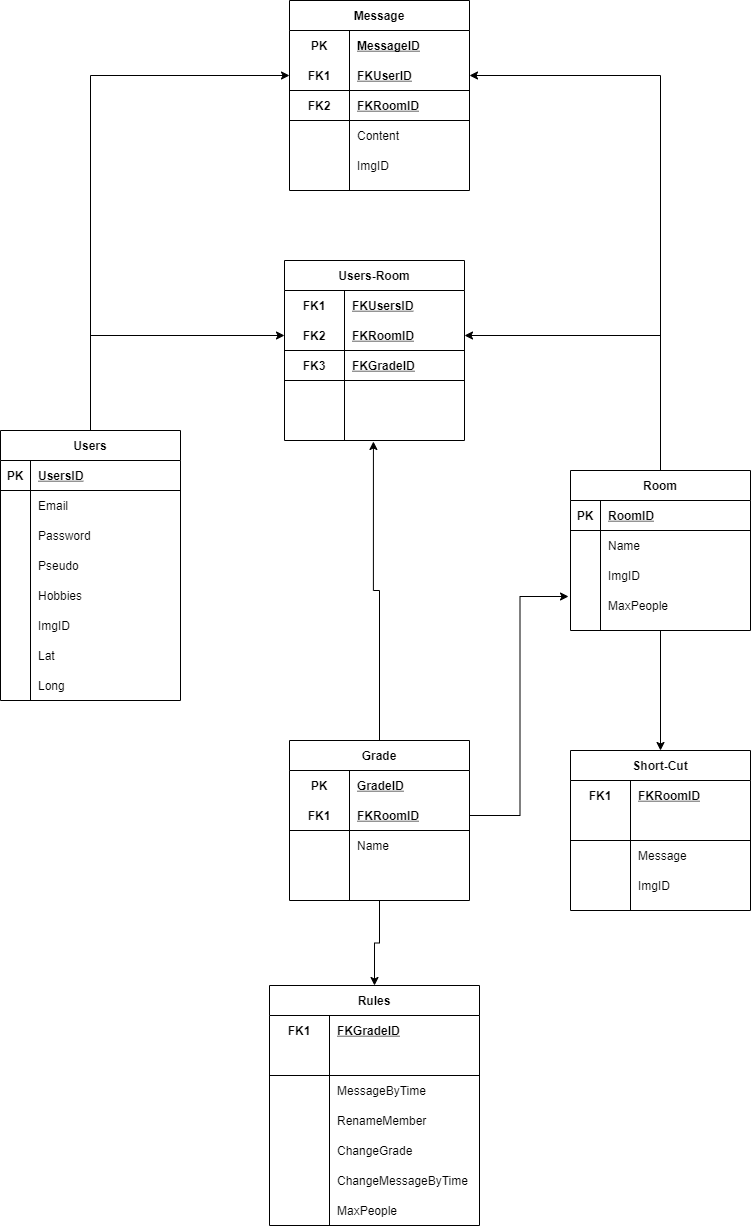 Message
PK MessageID
FK1 FKUserID
FK2 FKRoomID
Content
ImgID
Users-Room
FK1 FKUsersID
FK2 FKRoomID
FK3 FKGradeID
Users
PK UsersID
Email
Password
Pseudo
Hobbies
ImgID
Lat
Long
Room
PK RoomID
Name
ImgID
MaxPeople
Grade
PK GradeID
FK1 FKRoomID
Name
Short-Cut
FK1 FKRoomID
Message
ImgID
Rules
FK1 FKGradeID
MessageByTime
RenameMember
ChangeGrade
ChangeMessageByTime
MaxPeople